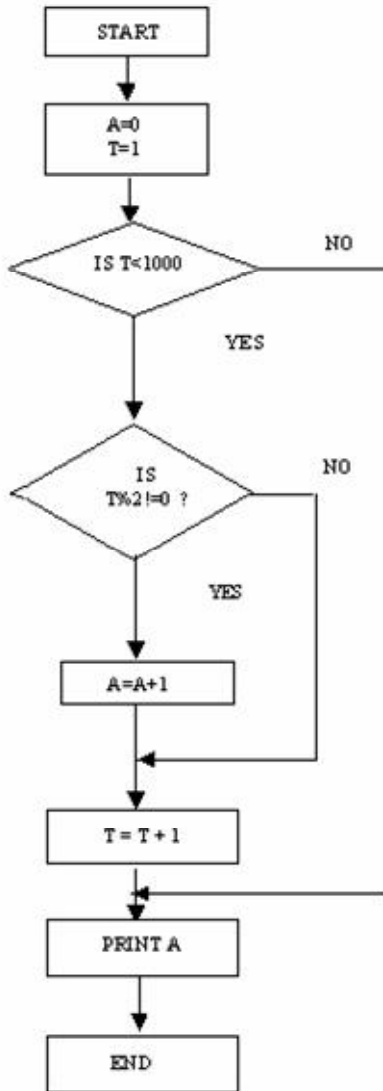 START
A=0
T=1
IS T<1000
NO
YES
IS
T%2 !=0 ?
NO
YES
A=A+1
T = T + 1
PRINT A
END